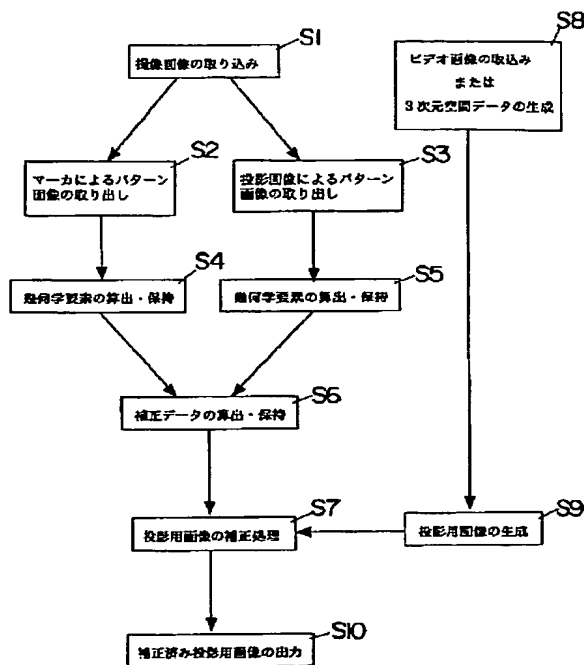 S1
撮像画像の取り込み
S8
ビデオ画像の取込み
または
3次元空間データの生成
S2
マーカによるパターン
画像の取り出し
S3
投影画像によるパターン
画像の取り出し
S4
幾何学要素の算出・保持
S5
幾何学要素の算出・保持
S6
補正データの算出・保持
S7
投影用画像の補正処理
S9
投影用画像の生成
S10
補正済み投影用画像の出力